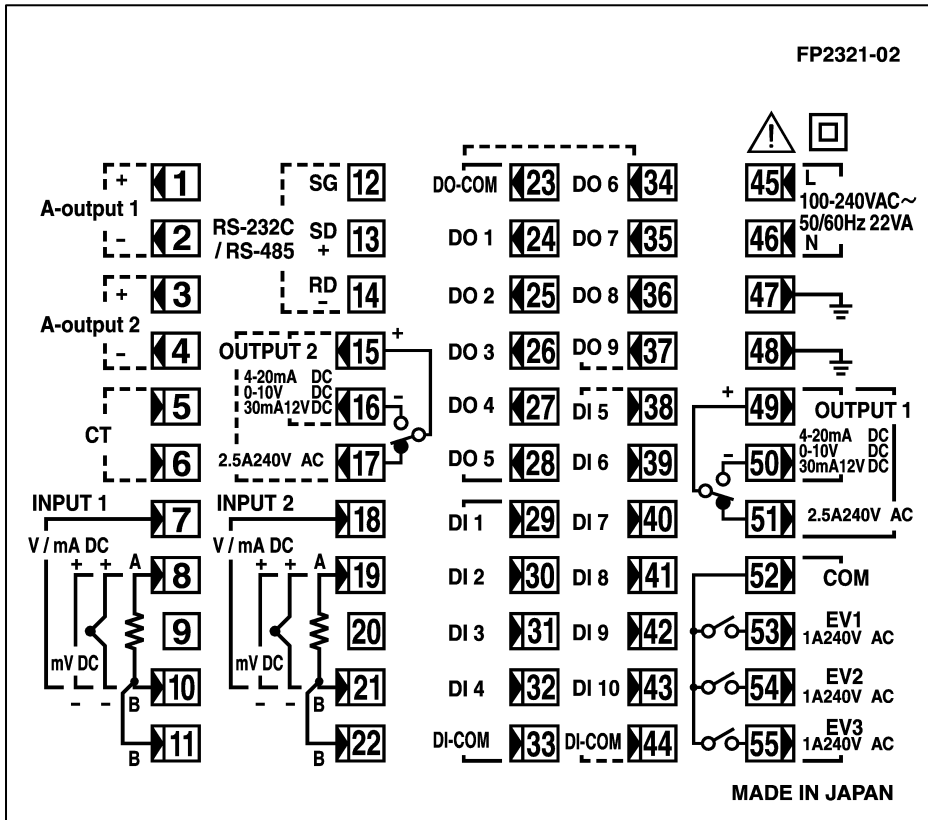 FP2321-02
A-output 1
+ 1
- 2
A-output 2
+ 3
- 4
CT
5
6
INPUT 1
7
V / mA DC
+ + A 8
9
mV DC
- - B 10
B 11
RS-232C
/ RS-485
SG 12
SD
+ 13
RD
- 14
OUTPUT 2
15 +
4-20mA DC
0-10V DC
30mA12V DC
16 -
2.5A240V AC 17
INPUT 2
18
V / mA DC
+ + A 19
20
mV DC
- - B 21
B 22
DO-COM 23
DO 1 24
DO 2 25
DO 3 26
DO 4 27
DO 5 28
DI 1 29
DI 2 30
DI 3 31
DI 4 32
DI-COM 33
DO 6 34
DO 7 35
DO 8 36
DO 9 37
DI 5 38
DI 6 39
DI 7 40
DI 8 41
DI 9 42
DI 10 43
DI-COM 44
45 L
100-240VAC~
50/60Hz 22VA
46 N
47
48
+ 49 OUTPUT 1
4-20mA DC
0-10V DC
30mA12V DC
- 50
51 2.5A240V AC
52 COM
53 EV1
1A240V AC
54 EV2
1A240V AC
55 EV3
1A240V AC
MADE IN JAPAN